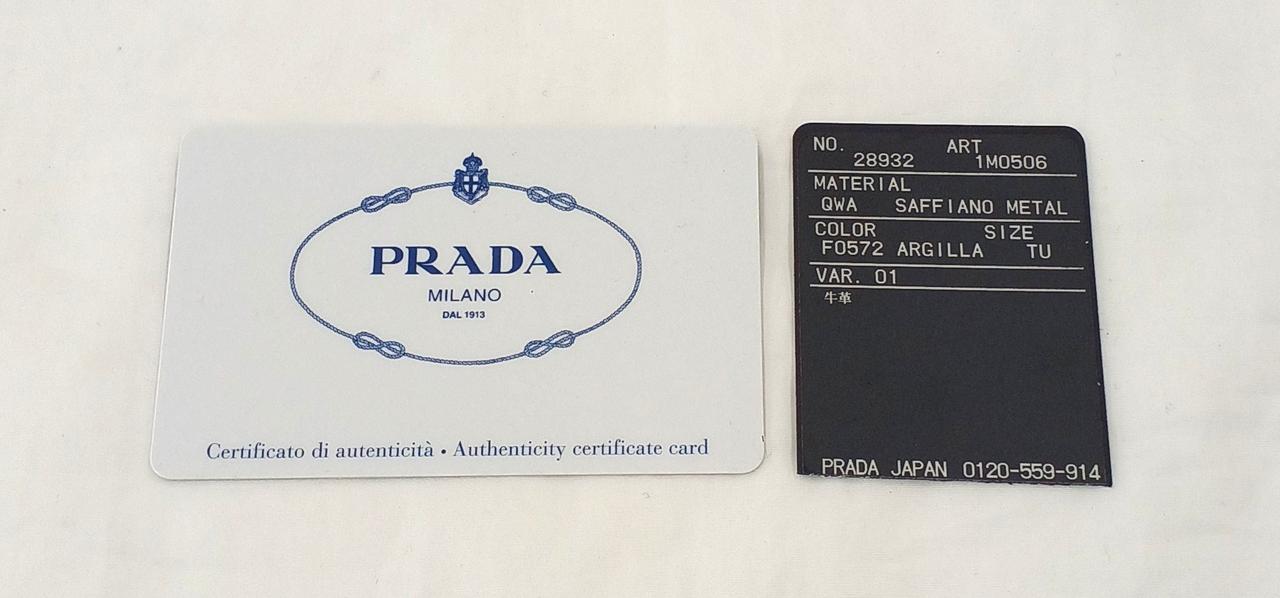 PRADA
MILANO
DAL 1913
Certificato di autenticità • Authenticity certificate card
NO. ART
28932 1M0506
MATERIAL
QWA SAFFIANO METAL
COLOR SIZE
F0572 ARGILLA TU
VAR. 01
牛革
PRADA JAPAN 0120-559-914